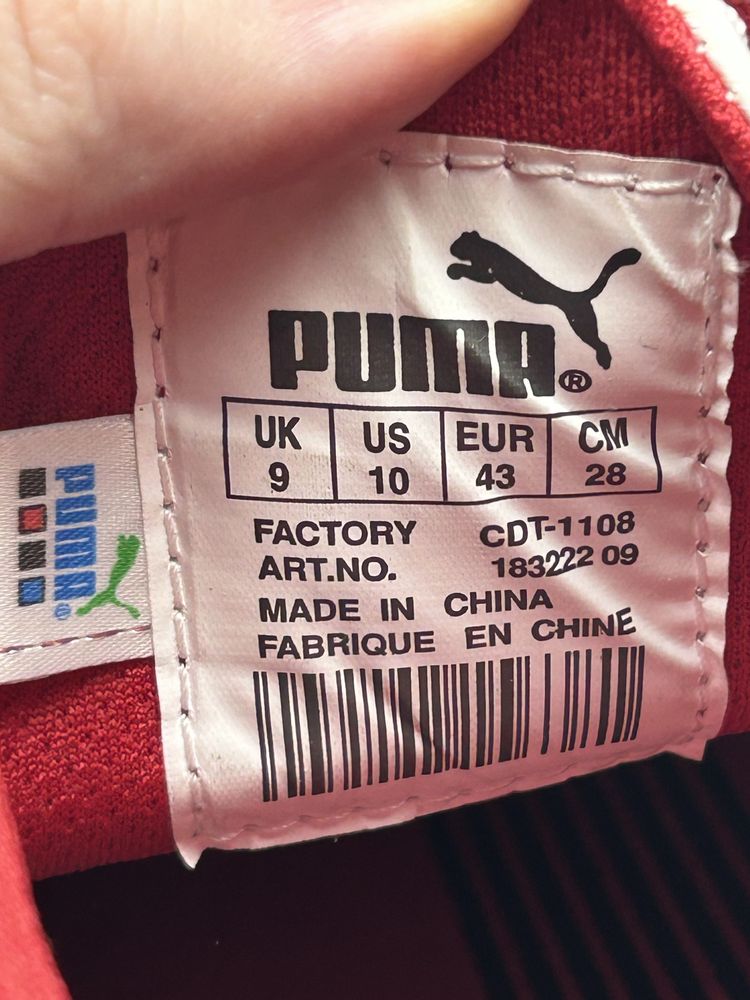 PUMA®
UK US EUR CM
9 10 43 28
FACTORY CDT-1108
ART.NO. 183222 09
MADE IN CHINA
FABRIQUE EN CHINE
PUMA®